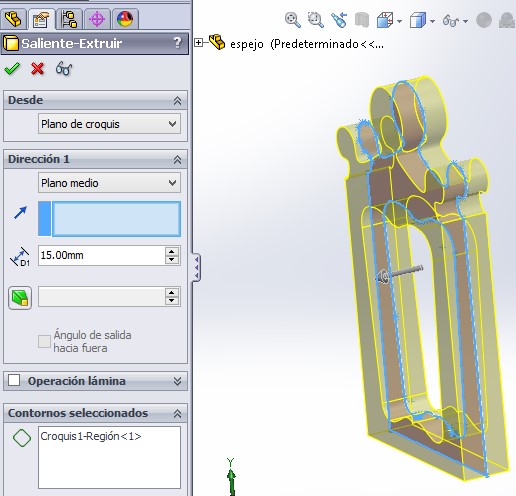 espejo (Predeterminado<<...
Saliente-Extruir ?
Desde
Plano de croquis
Dirección 1
Plano medio
D1 15.00mm
Ángulo de salida
hacia fuera
Operación lámina
Contornos seleccionados
Croquis1-Región<1>
Y